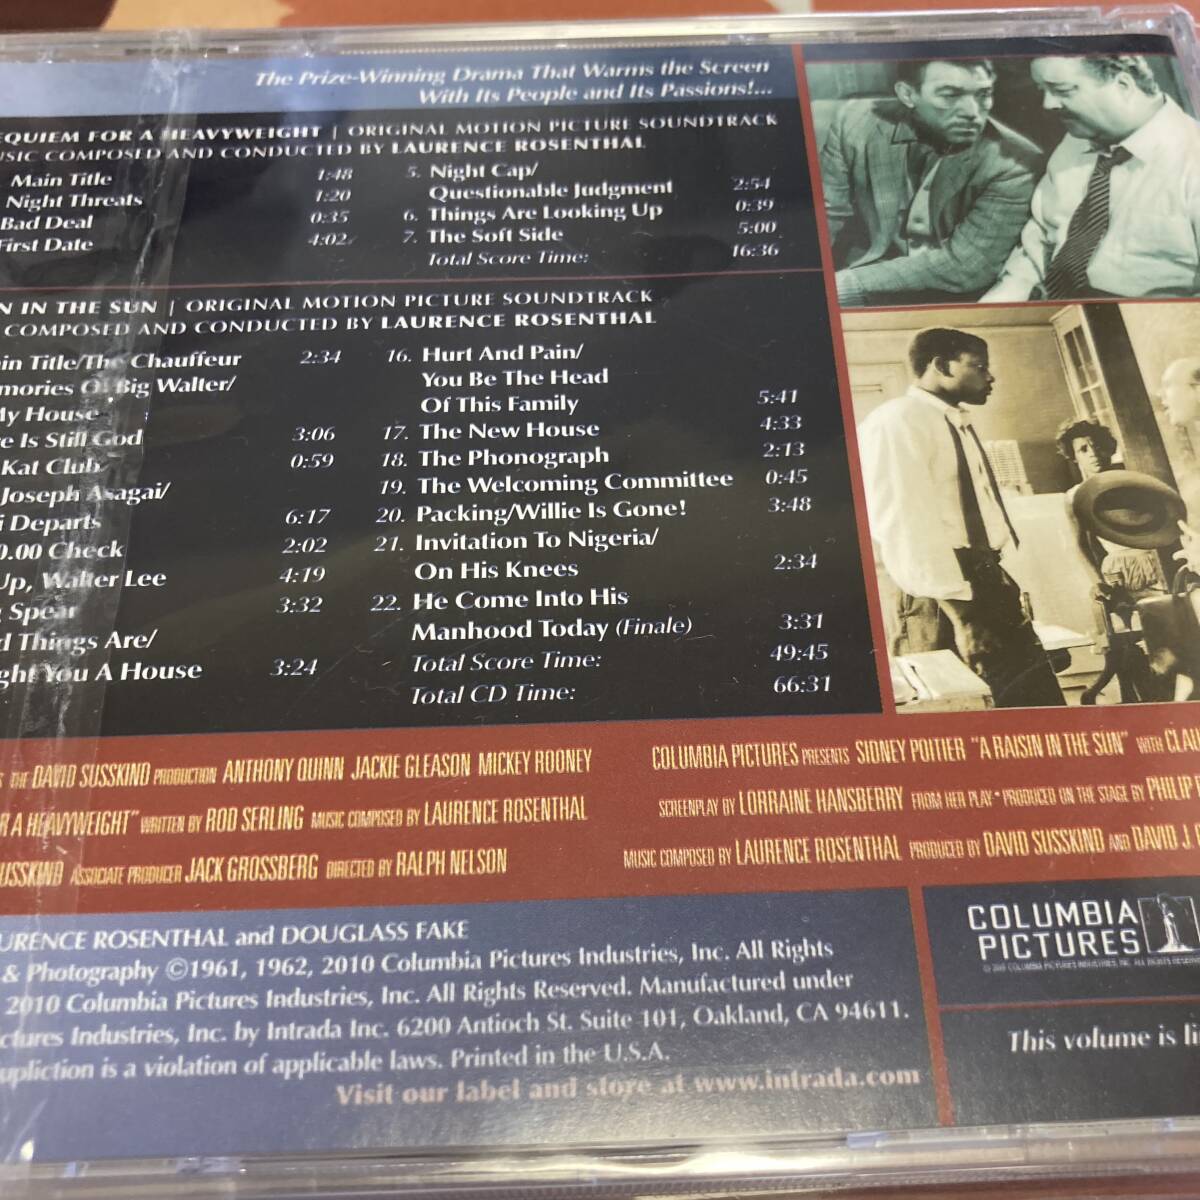 The Prize-Winning Drama That Warms the Screen
With Its People and Its Passions!...
EQUIEM FOR A HEAVYWEIGHT | ORIGINAL MOTION PICTURE SOUNDTRACK
USIC COMPOSED AND CONDUCTED BY LAURENCE ROSENTHAL
Main Title 1:48
Night Threats 1:20
Bad Deal 0:35
First Date 4:02
5. Night Cap/
Questionable Judgment 2:54
6. Things Are Looking Up 0:39
7. The Soft Side 5:00
Total Score Time: 16:36
N IN THE SUN | ORIGINAL MOTION PICTURE SOUNDTRACK
COMPOSED AND CONDUCTED BY LAURENCE ROSENTHAL
in Title/The Chauffeur 2:34
mories Of Big Walter/
My House
e Is Still God 3:06
Kat Club 0:59
Joseph Asagai/
i Departs 6:17
0.00 Check 2:02
Up, Walter Lee 4:19
g Spear 3:32
d Things Are/
ght You A House 3:24
16. Hurt And Pain/
You Be The Head
Of This Family 5:41
17. The New House 4:33
18. The Phonograph 2:13
19. The Welcoming Committee 0:45
20. Packing/Willie Is Gone! 3:48
21. Invitation To Nigeria/
On His Knees 2:34
22. He Come Into His
Manhood Today (Finale) 3:31
Total Score Time: 49:45
Total CD Time: 66:31
THE DAVID SUSSKIND PRODUCTION ANTHONY QUINN JACKIE GLEASON MICKEY ROONEY
R A HEAVYWEIGHT" WRITTEN BY ROD SERLING MUSIC COMPOSED BY LAURENCE ROSENTHAL
USSKIND ASSOCIATE PRODUCER JACK GROSSBERG DIRECTED BY RALPH NELSON
COLUMBIA PICTURES PRESENTS SIDNEY POITIER "A RAISIN IN THE SUN" WITH CLAU
SCREENPLAY BY LORRAINE HANSBERRY FROM HER PLAY • PRODUCED ON THE STAGE BY PHILIP
MUSIC COMPOSED BY LAURENCE ROSENTHAL PRODUCED BY DAVID SUSSKIND AND DAVID J.
URENCE ROSENTHAL and DOUGLASS FAKE
& Photography ©1961, 1962, 2010 Columbia Pictures Industries, Inc. All Rights
2010 Columbia Pictures Industries, Inc. All Rights Reserved. Manufactured under
ctures Industries, Inc. by Intrada Inc. 6200 Antioch St. Suite 101, Oakland, CA 94611.
upliction is a violation of applicable laws. Printed in the U.S.A.
Visit our label and store at www.intrada.com
COLUMBIA
PICTURES
This volume is li